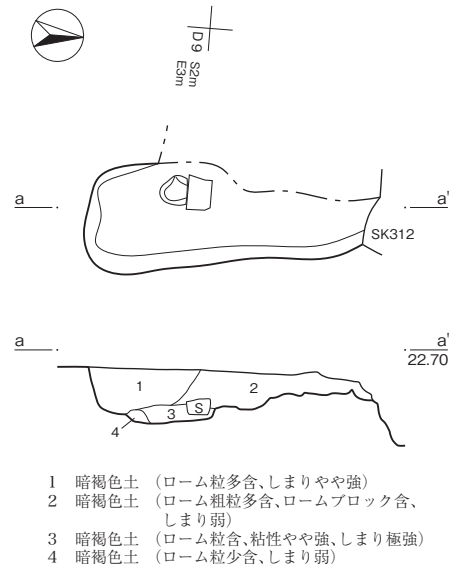 D9 S2m
E3m
a a'
SK312
a a'
22.70
1 2
3 S
4
1 暗褐色土 (ローム粒多含、しまりやや強)
2 暗褐色土 (ローム粗粒多含、ロームブロック含、
しまり弱)
3 暗褐色土 (ローム粒含、粘性やや強、しまり極強)
4 暗褐色土 (ローム粒少含、しまり弱)